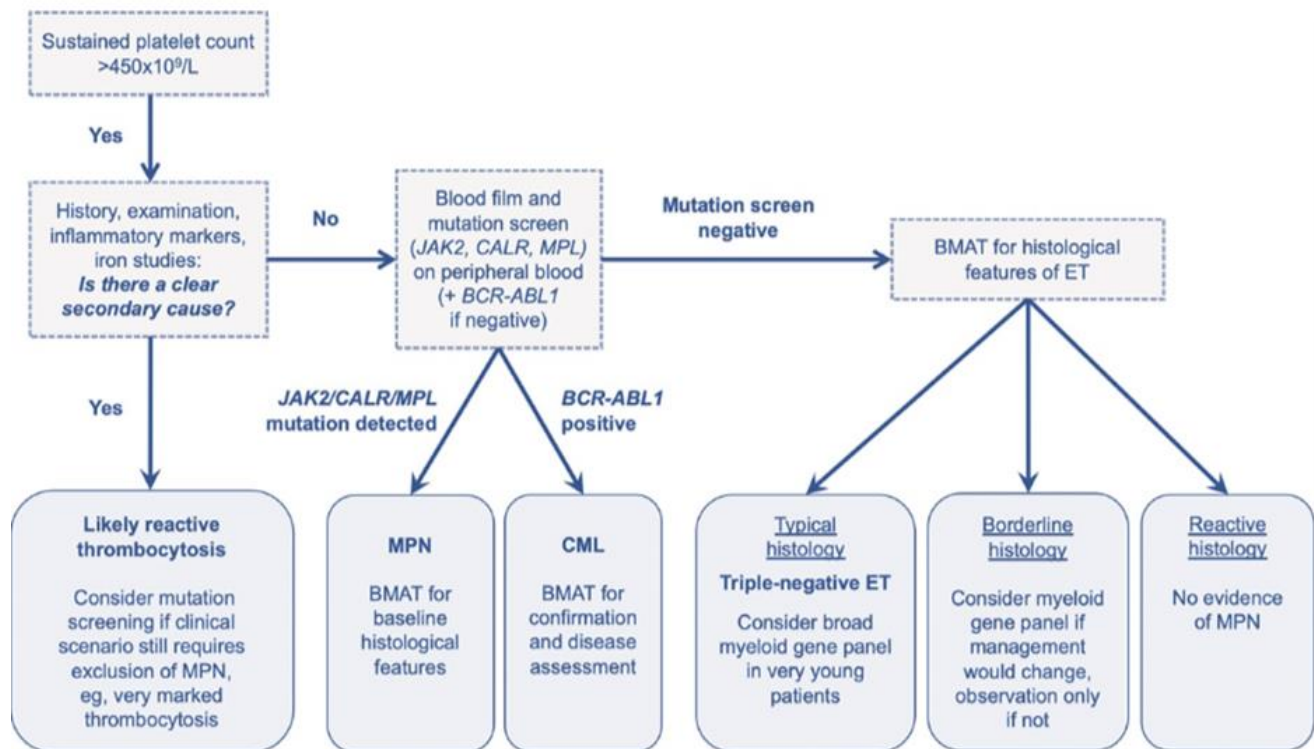 Sustained platelet count
>450x10⁹/L
Yes
History, examination,
inflammatory markers,
iron studies:
Is there a clear
secondary cause?
No
Blood film and
mutation screen
(JAK2, CALR, MPL)
on peripheral blood
(+ BCR-ABL1
if negative)
Mutation screen
negative
BMAT for histological
features of ET
Yes
JAK2/CALR/MPL
mutation detected
BCR-ABL1
positive
Likely reactive
thrombocytosis
Consider mutation
screening if clinical
scenario still requires
exclusion of MPN,
eg, very marked
thrombocytosis
MPN
BMAT for
baseline
histological
features
CML
BMAT for
confirmation
and disease
assessment
Typical
histology
Triple-negative ET
Consider broad
myeloid gene panel
in very young
patients
Borderline
histology
Consider myeloid
gene panel if
management
would change,
observation only
if not
Reactive
histology
No evidence
of MPN